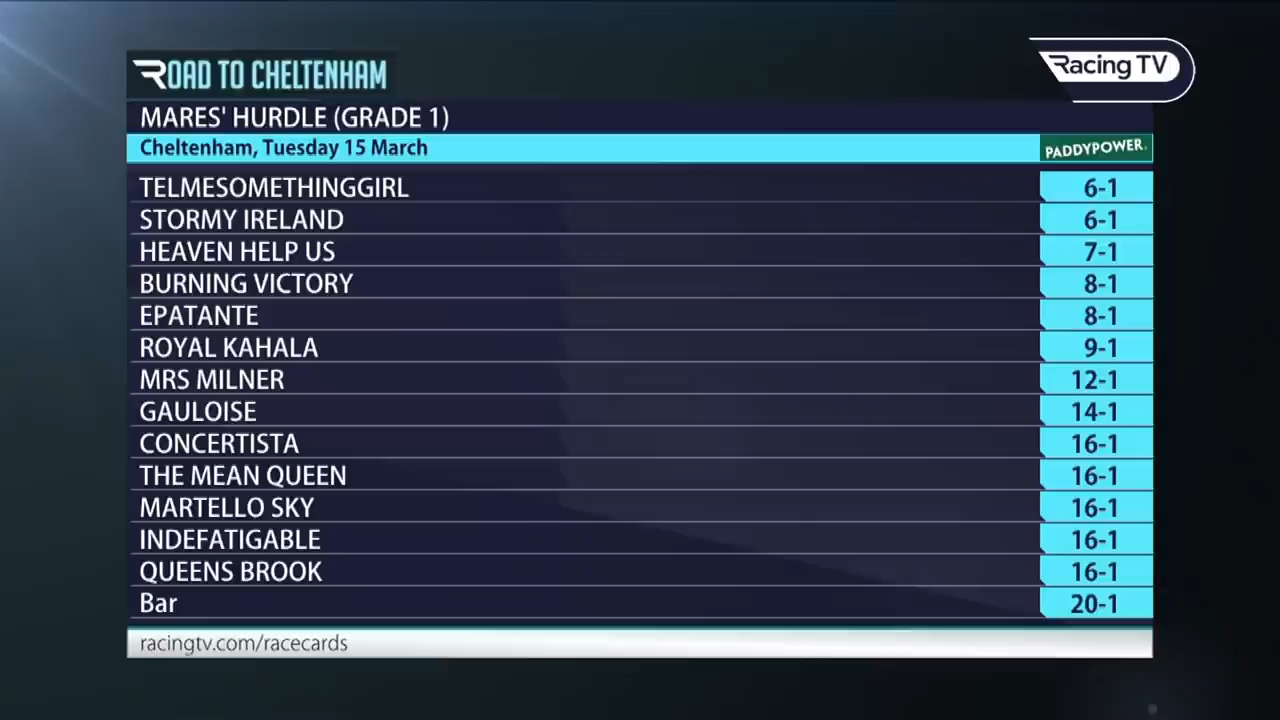 ROAD TO CHELTENHAM
Racing TV
MARES' HURDLE (GRADE 1)
Cheltenham, Tuesday 15 March
PADDYPOWER.
TELMESOMETHINGGIRL 6-1
STORMY IRELAND 6-1
HEAVEN HELP US 7-1
BURNING VICTORY 8-1
EPATANTE 8-1
ROYAL KAHALA 9-1
MRS MILNER 12-1
GAULOISE 14-1
CONCERTISTA 16-1
THE MEAN QUEEN 16-1
MARTELLO SKY 16-1
INDEFATIGABLE 16-1
QUEENS BROOK 16-1
Bar 20-1
racingtv.com/racecards